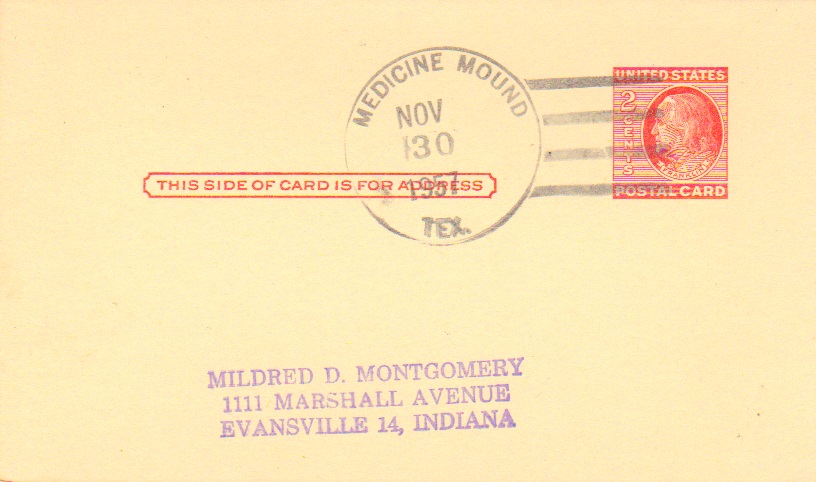 MEDICINE MOUND
NOV
30
1957
TEX.
UNITED STATES
2
CENTS
POSTAL CARD
THIS SIDE OF CARD IS FOR ADDRESS
MILDRED D. MONTGOMERY
1111 MARSHALL AVENUE
EVANSVILLE 14, INDIANA